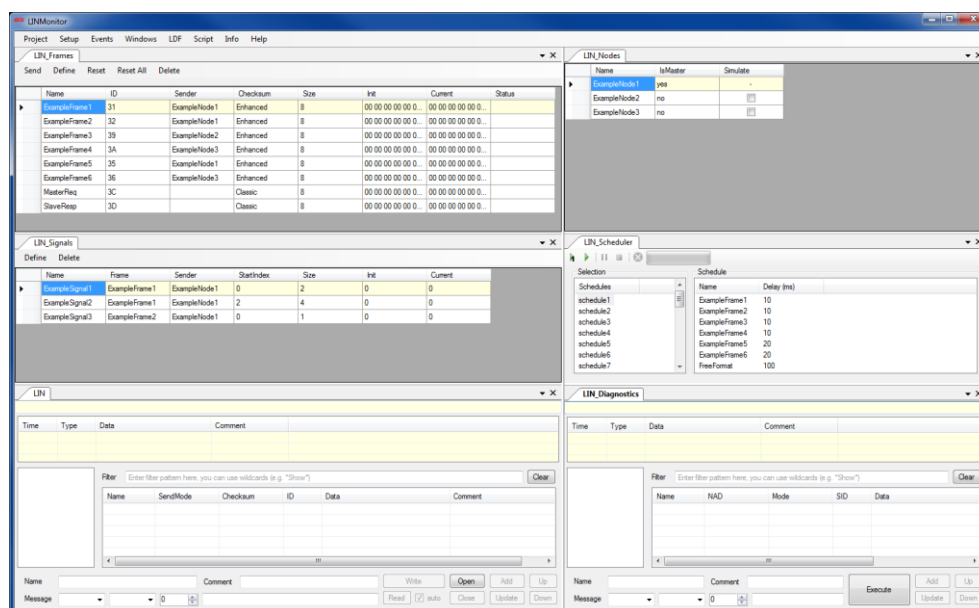 LINMonitor
Project Setup Events Windows LDF Script Info Help
LIN_Frames
Send Define Reset Reset All Delete
Name ID Sender Checksum Size Init Current Status
ExampleFrame1 31 ExampleNode1 Enhanced 8 00 00 00 00 00 0... 00 00 00 00 00 0...
ExampleFrame2 32 ExampleNode1 Enhanced 8 00 00 00 00 00 0... 00 00 00 00 00 0...
ExampleFrame3 39 ExampleNode2 Enhanced 8 00 00 00 00 00 0... 00 00 00 00 00 0...
ExampleFrame4 3A ExampleNode3 Enhanced 8 00 00 00 00 00 0... 00 00 00 00 00 0...
ExampleFrame5 35 ExampleNode1 Enhanced 8 00 00 00 00 00 0... 00 00 00 00 00 0...
ExampleFrame6 36 ExampleNode3 Enhanced 8 00 00 00 00 00 0... 00 00 00 00 00 0...
MasterReq 3C Classic 8 00 00 00 00 00 0... 00 00 00 00 00 0...
SlaveResp 3D Classic 8 00 00 00 00 00 0... 00 00 00 00 00 0...
LIN_Nodes
Name IsMaster Simulate
ExampleNode1 yes -
ExampleNode2 no
ExampleNode3 no
LIN_Signals
Define Delete
Name Frame Sender StartIndex Size Init Current
ExampleSignal1 ExampleFrame1 ExampleNode1 0 2 0 0
ExampleSignal2 ExampleFrame1 ExampleNode1 2 4 0 0
ExampleSignal3 ExampleFrame2 ExampleNode1 0 1 0 0
LIN_Scheduler
Selection
Schedules
schedule1
schedule2
schedule3
schedule4
schedule5
schedule6
schedule7
Schedule
Name Delay (ms)
ExampleFrame1 10
ExampleFrame2 10
ExampleFrame3 10
ExampleFrame4 10
ExampleFrame5 20
ExampleFrame6 20
FreeFormat 100
LIN
Time Type Data Comment
Filter Enter filter pattern here, you can use wildcards (e.g. "Show*") Clear
Name SendMode Checksum ID Data Comment
Name Comment Write Open Add Up
Message 0 Read auto Close Update Down
LIN_Diagnostics
Time Type Data Comment
Filter Enter filter pattern here, you can use wildcards (e.g. "Show*") Clear
Name NAD Mode SID Data
Name Comment Execute Add Up
Message 0 Update Down